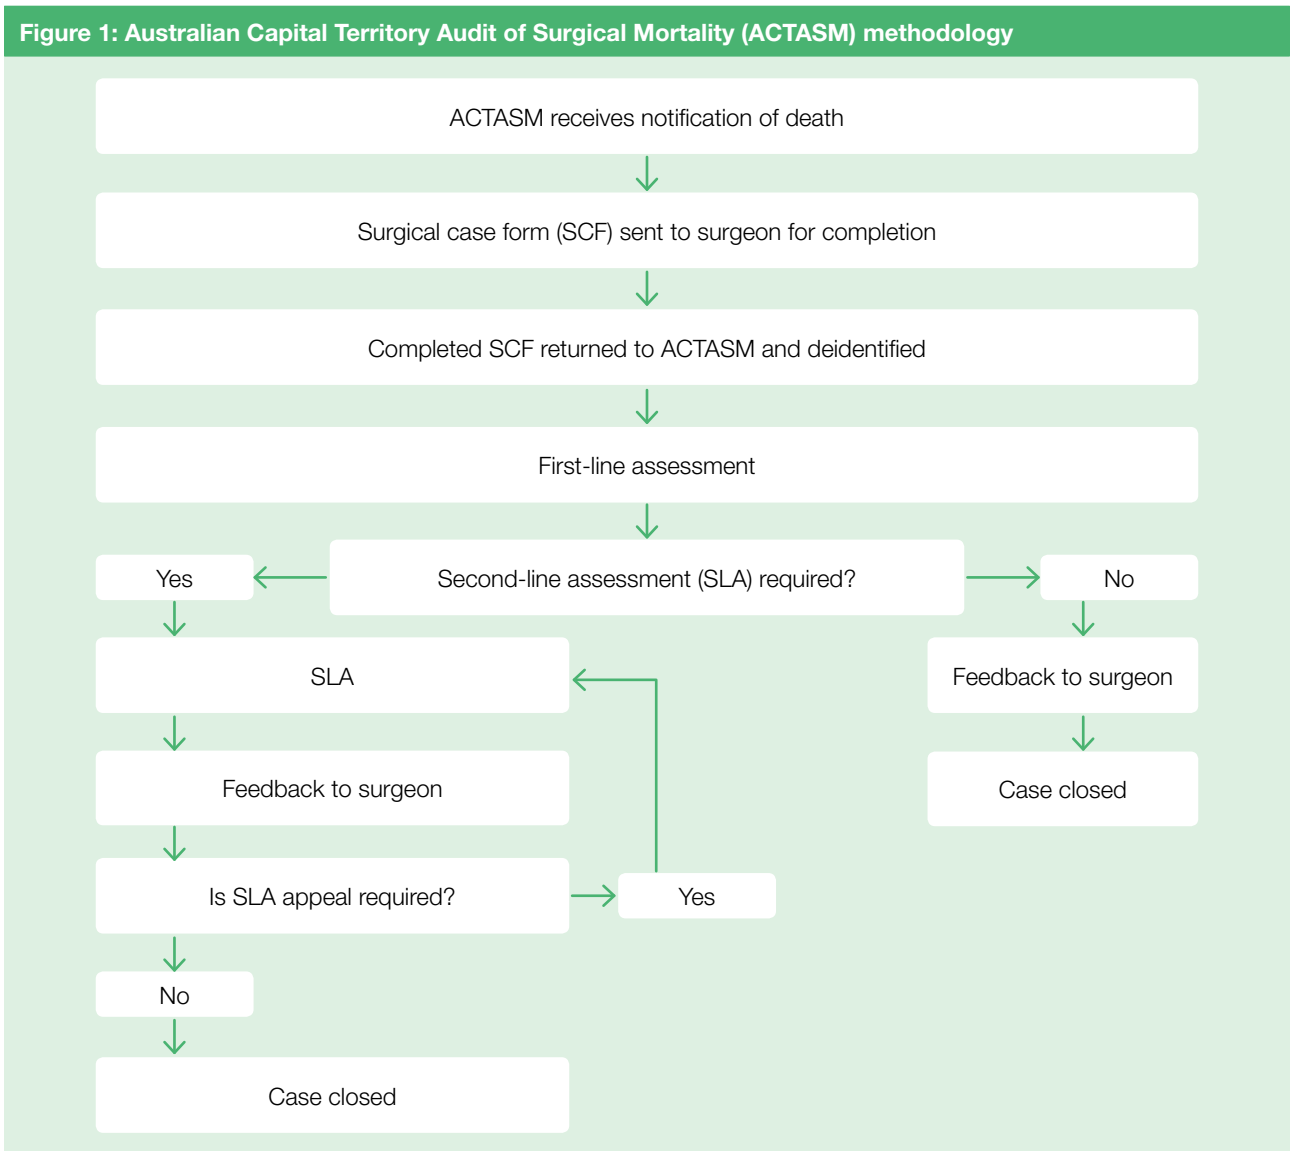 Figure 1: Australian Capital Territory Audit of Surgical Mortality (ACTASM) methodology
ACTASM receives notification of death
Surgical case form (SCF) sent to surgeon for completion
Completed SCF returned to ACTASM and deidentified
First-line assessment
Yes
Second-line assessment (SLA) required?
No
SLA
Feedback to surgeon
Feedback to surgeon
Case closed
Is SLA appeal required?
Yes
No
Case closed